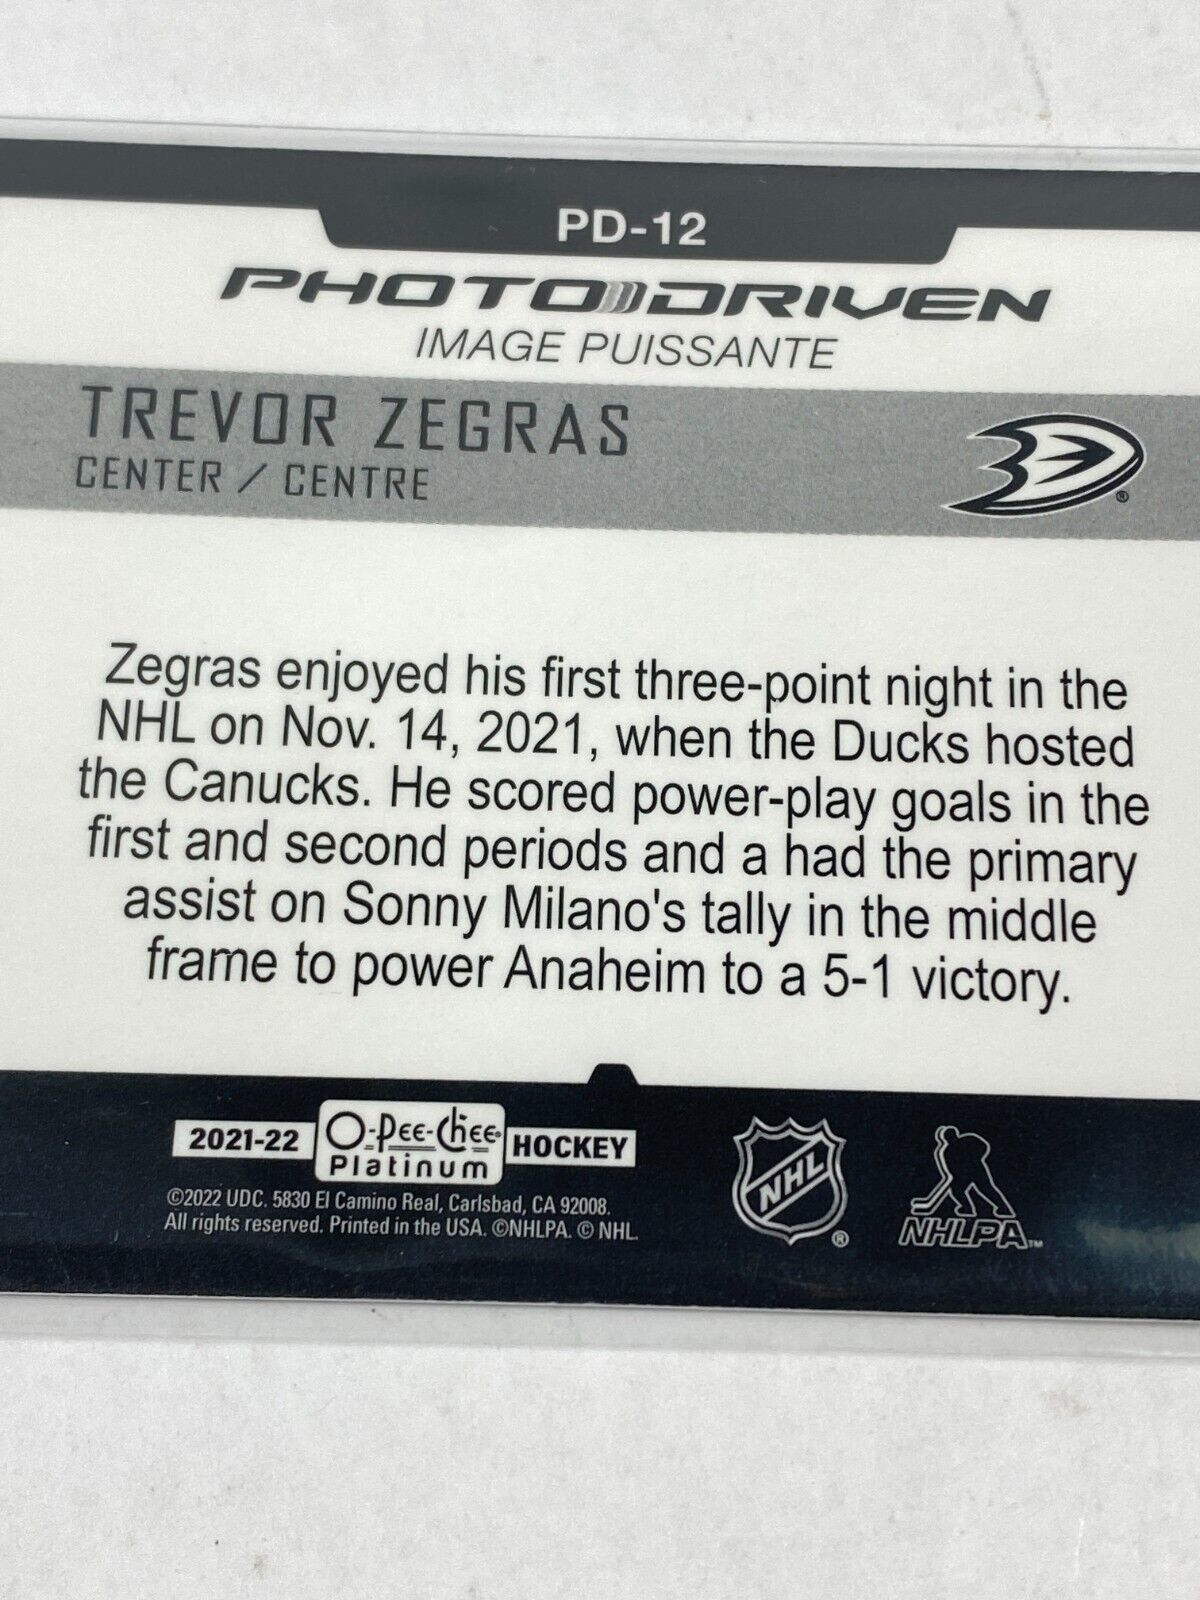 PD-12
PHOTO DRIVEN
IMAGE PUISSANTE
TREVOR ZEGRAS
CENTER / CENTRE
®
Zegras enjoyed his first three-point night in the
NHL on Nov. 14, 2021, when the Ducks hosted
the Canucks. He scored power-play goals in the
first and second periods and a had the primary
assist on Sonny Milano's tally in the middle
frame to power Anaheim to a 5-1 victory.
2021-22 O-Pee-Chee Platinum HOCKEY
©2022 UDC. 5830 El Camino Real, Carlsbad, CA 92008.
All rights reserved. Printed in the USA. ©NHLPA. © NHL.
NHL ®
NHLPA™